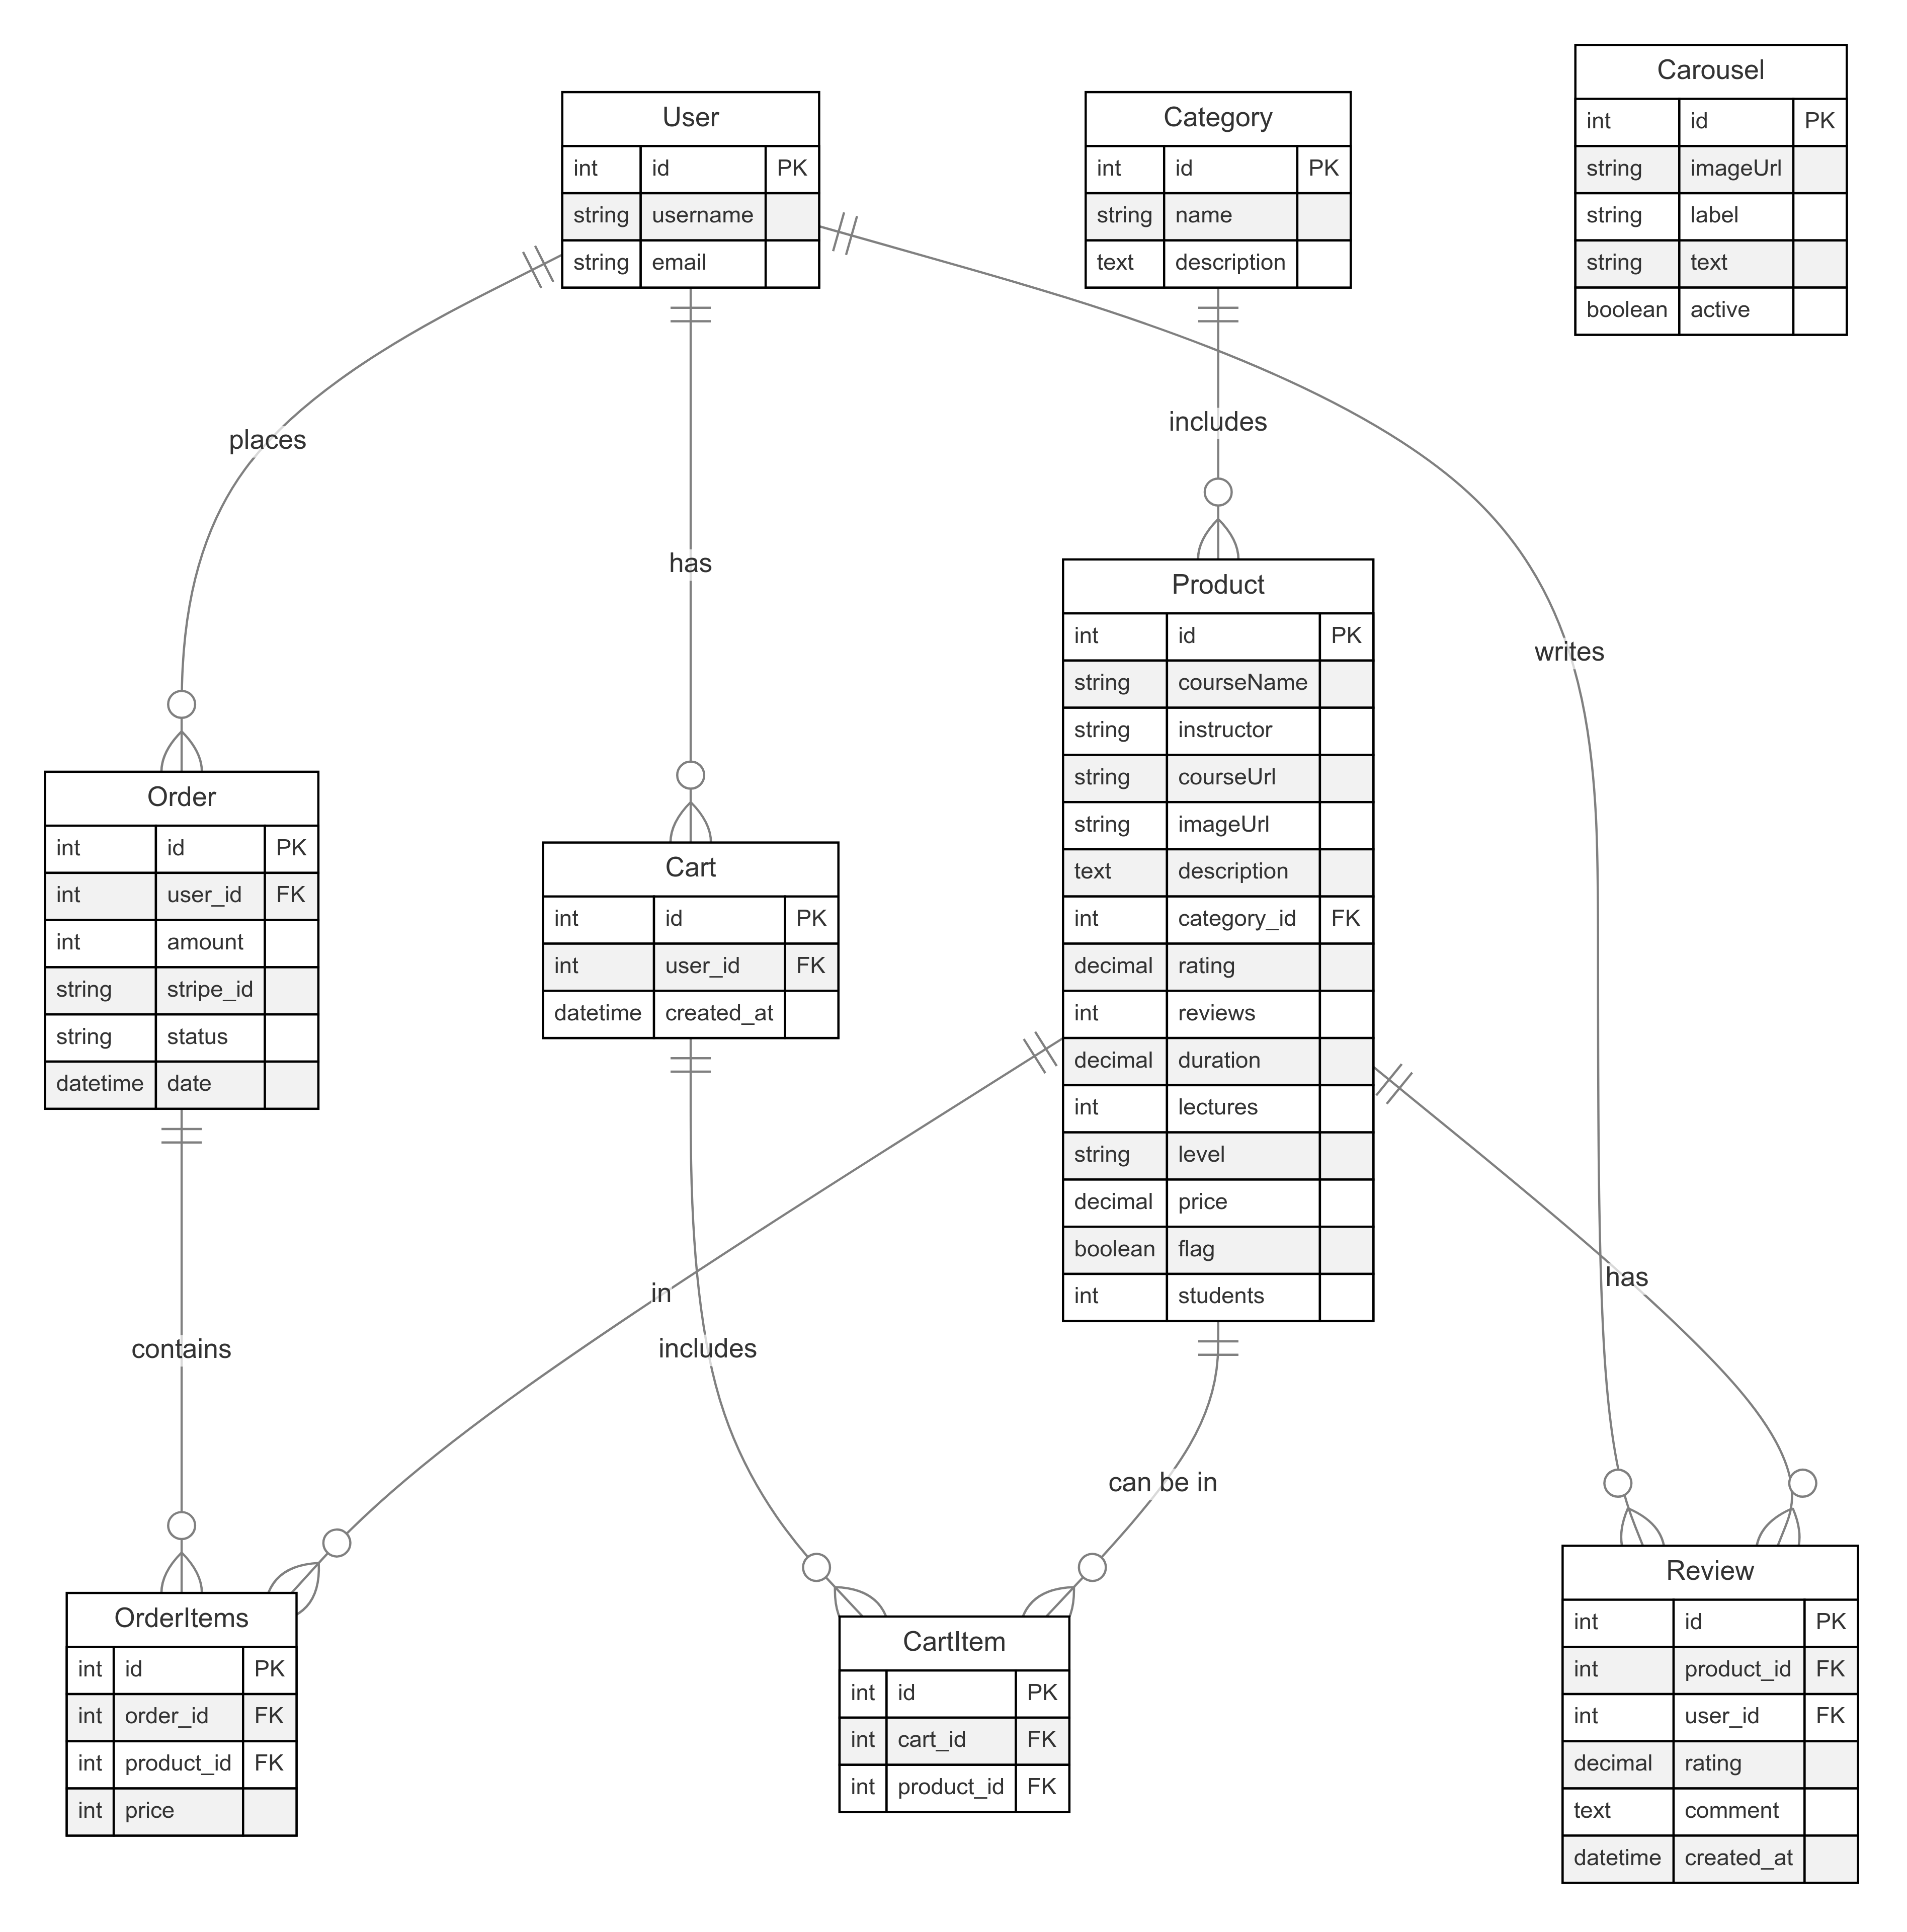 Carousel
int id PK
string imageUrl
string label
string text
boolean active
User
int id PK
string username
string email
Category
int id PK
string name
text description
places
includes
has
writes
Product
int id PK
string courseName
string instructor
string courseUrl
string imageUrl
text description
int category_id FK
decimal rating
int reviews
decimal duration
int lectures
string level
decimal price
boolean flag
int students
Order
int id PK
int user_id FK
int amount
string stripe_id
string status
datetime date
Cart
int id PK
int user_id FK
datetime created_at
in
has
contains
includes
can be in
OrderItems
int id PK
int order_id FK
int product_id FK
int price
CartItem
int id PK
int cart_id FK
int product_id FK
Review
int id PK
int product_id FK
int user_id FK
decimal rating
text comment
datetime created_at